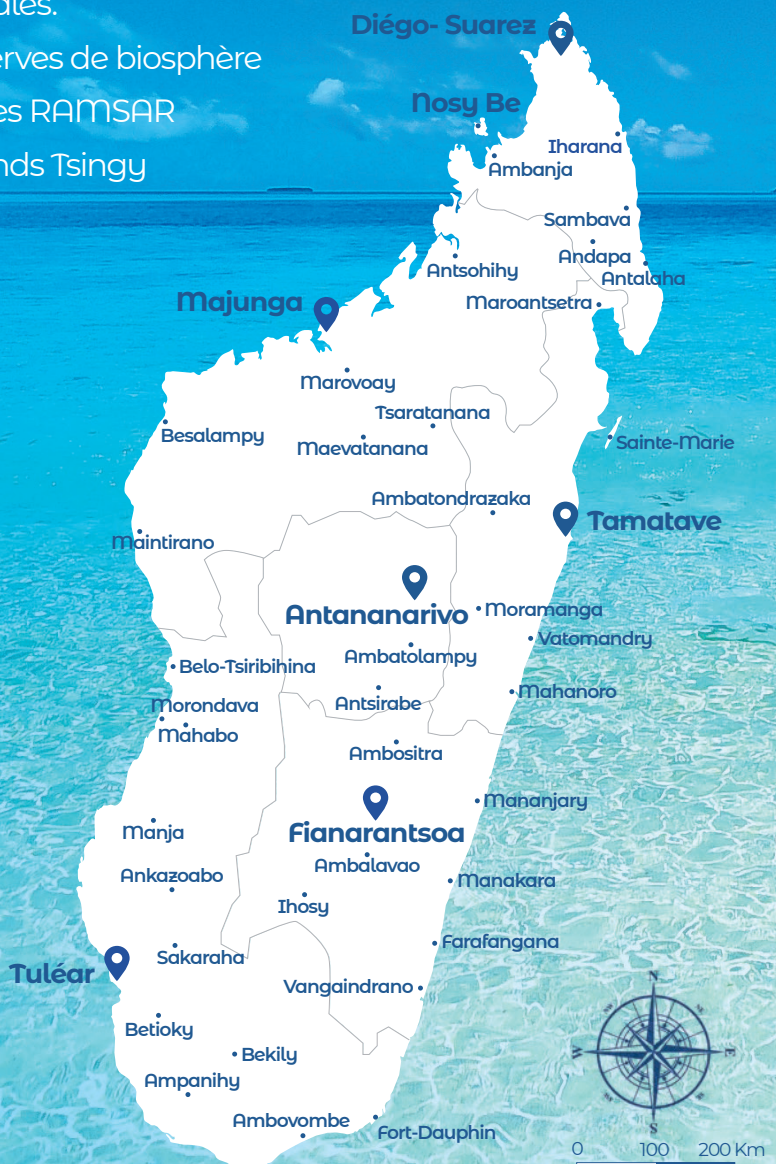 ales.
erves de biosphère
es RAMSAR
nds Tsingy
Diégo- Suarez
Nosy Be
Iharana
Ambanja
Sambava
Andapa
Antsohihy
Antalaha
Majunga
Maroantsetra
Marovoay
Tsaratanana
Besalampy
Maevatanana
Sainte-Marie
Ambatondrazaka
Tamatave
Maintirano
Antananarivo
Moramanga
Vatomandry
Ambatolampy
Belo-Tsiribihina
Mahanoro
Antsirabe
Morondava
Mahabo
Ambositra
Mananjary
Manja
Fianarantsoa
Ambalavao
Ankazoabo
Manakara
Ihosy
Farafangana
Sakaraha
Tuléar
Vangaindrano
Betioky
Bekily
Ampanihy
Ambovombe
Fort-Dauphin
N
W
E
S
0 100 200 Km